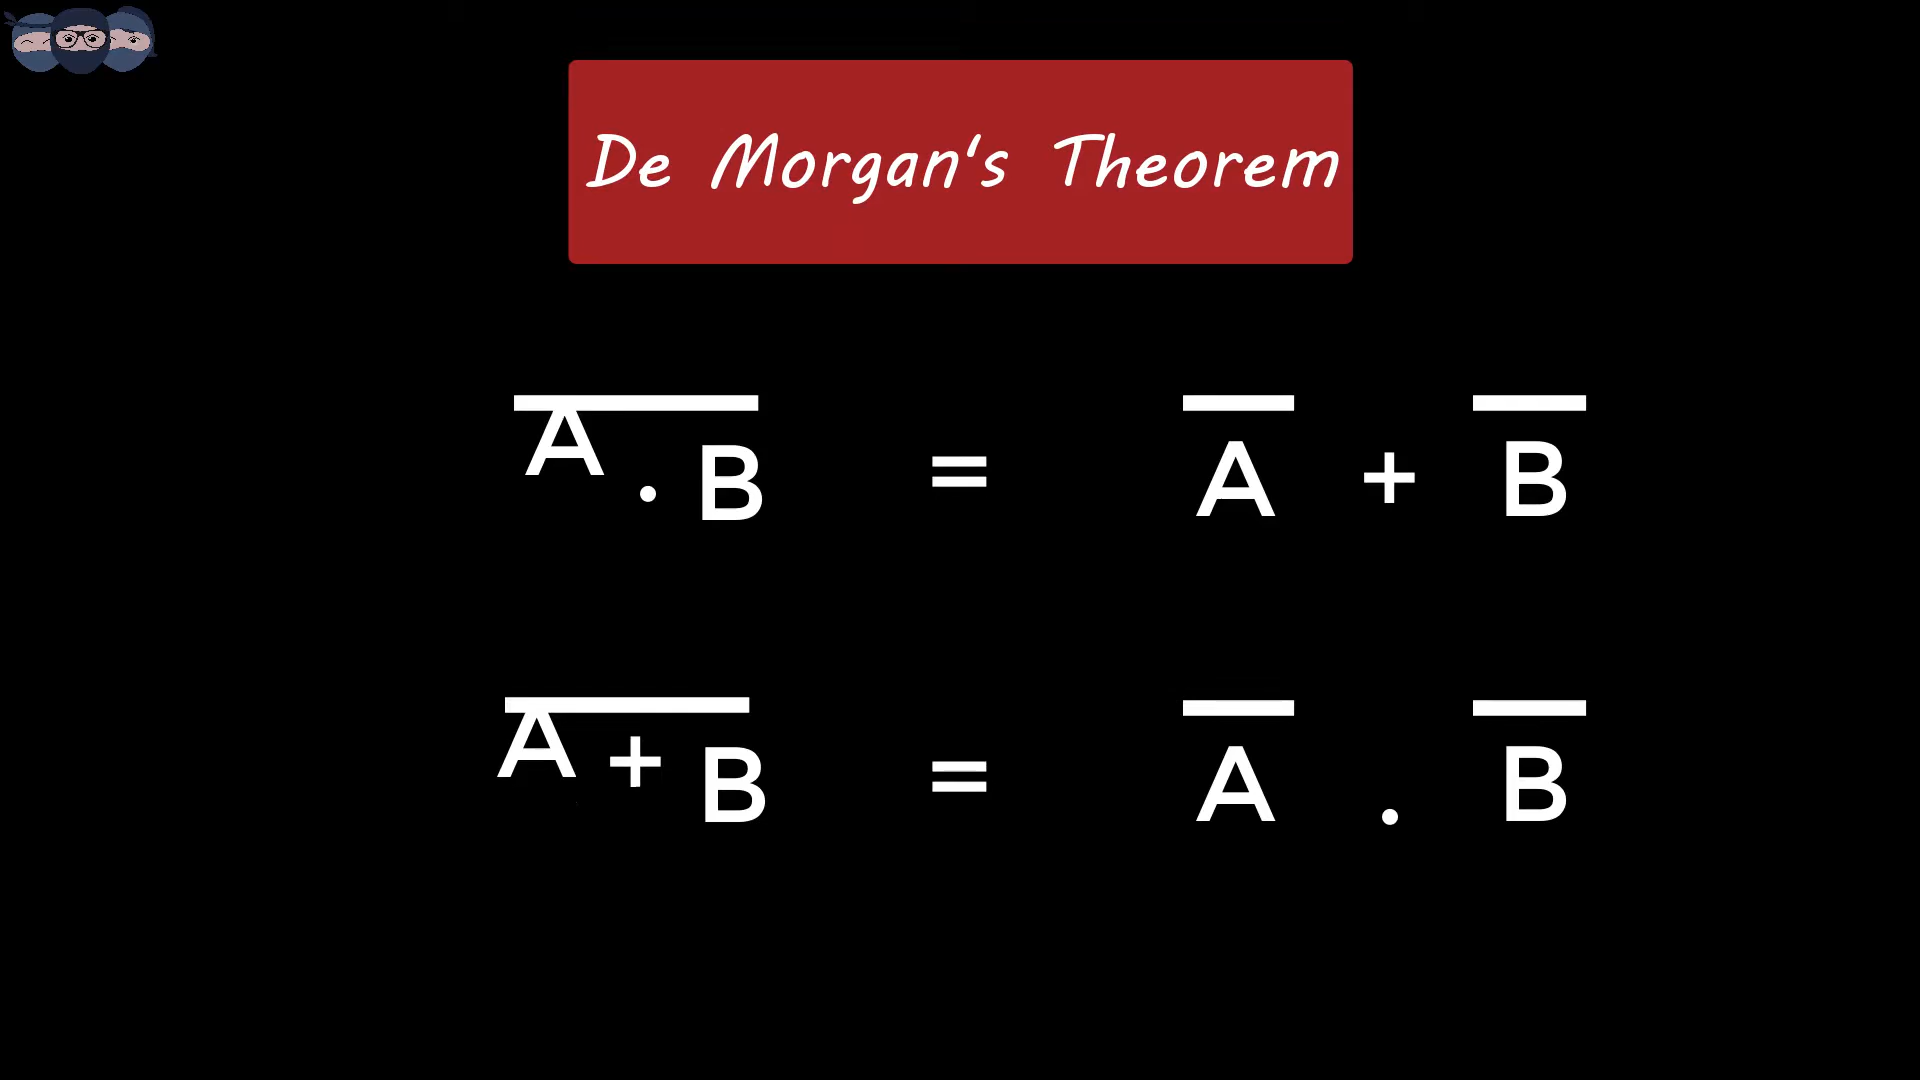 De Morgan's Theorem
A̅ ̅.̅ ̅B̅ = A̅ + B̅
A̅ ̅+̅ ̅B̅ = A̅ . B̅